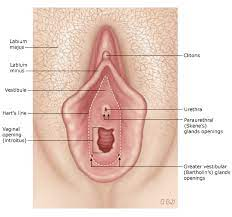 Labium
majus
Labium
minus
Vestibule
Hart's line
Vaginal
opening
(introitus)
Clitoris
Urethra
Paraurethral
(Skene's)
glands openings
Greater vestibular
(Bartholin's) glands
openings